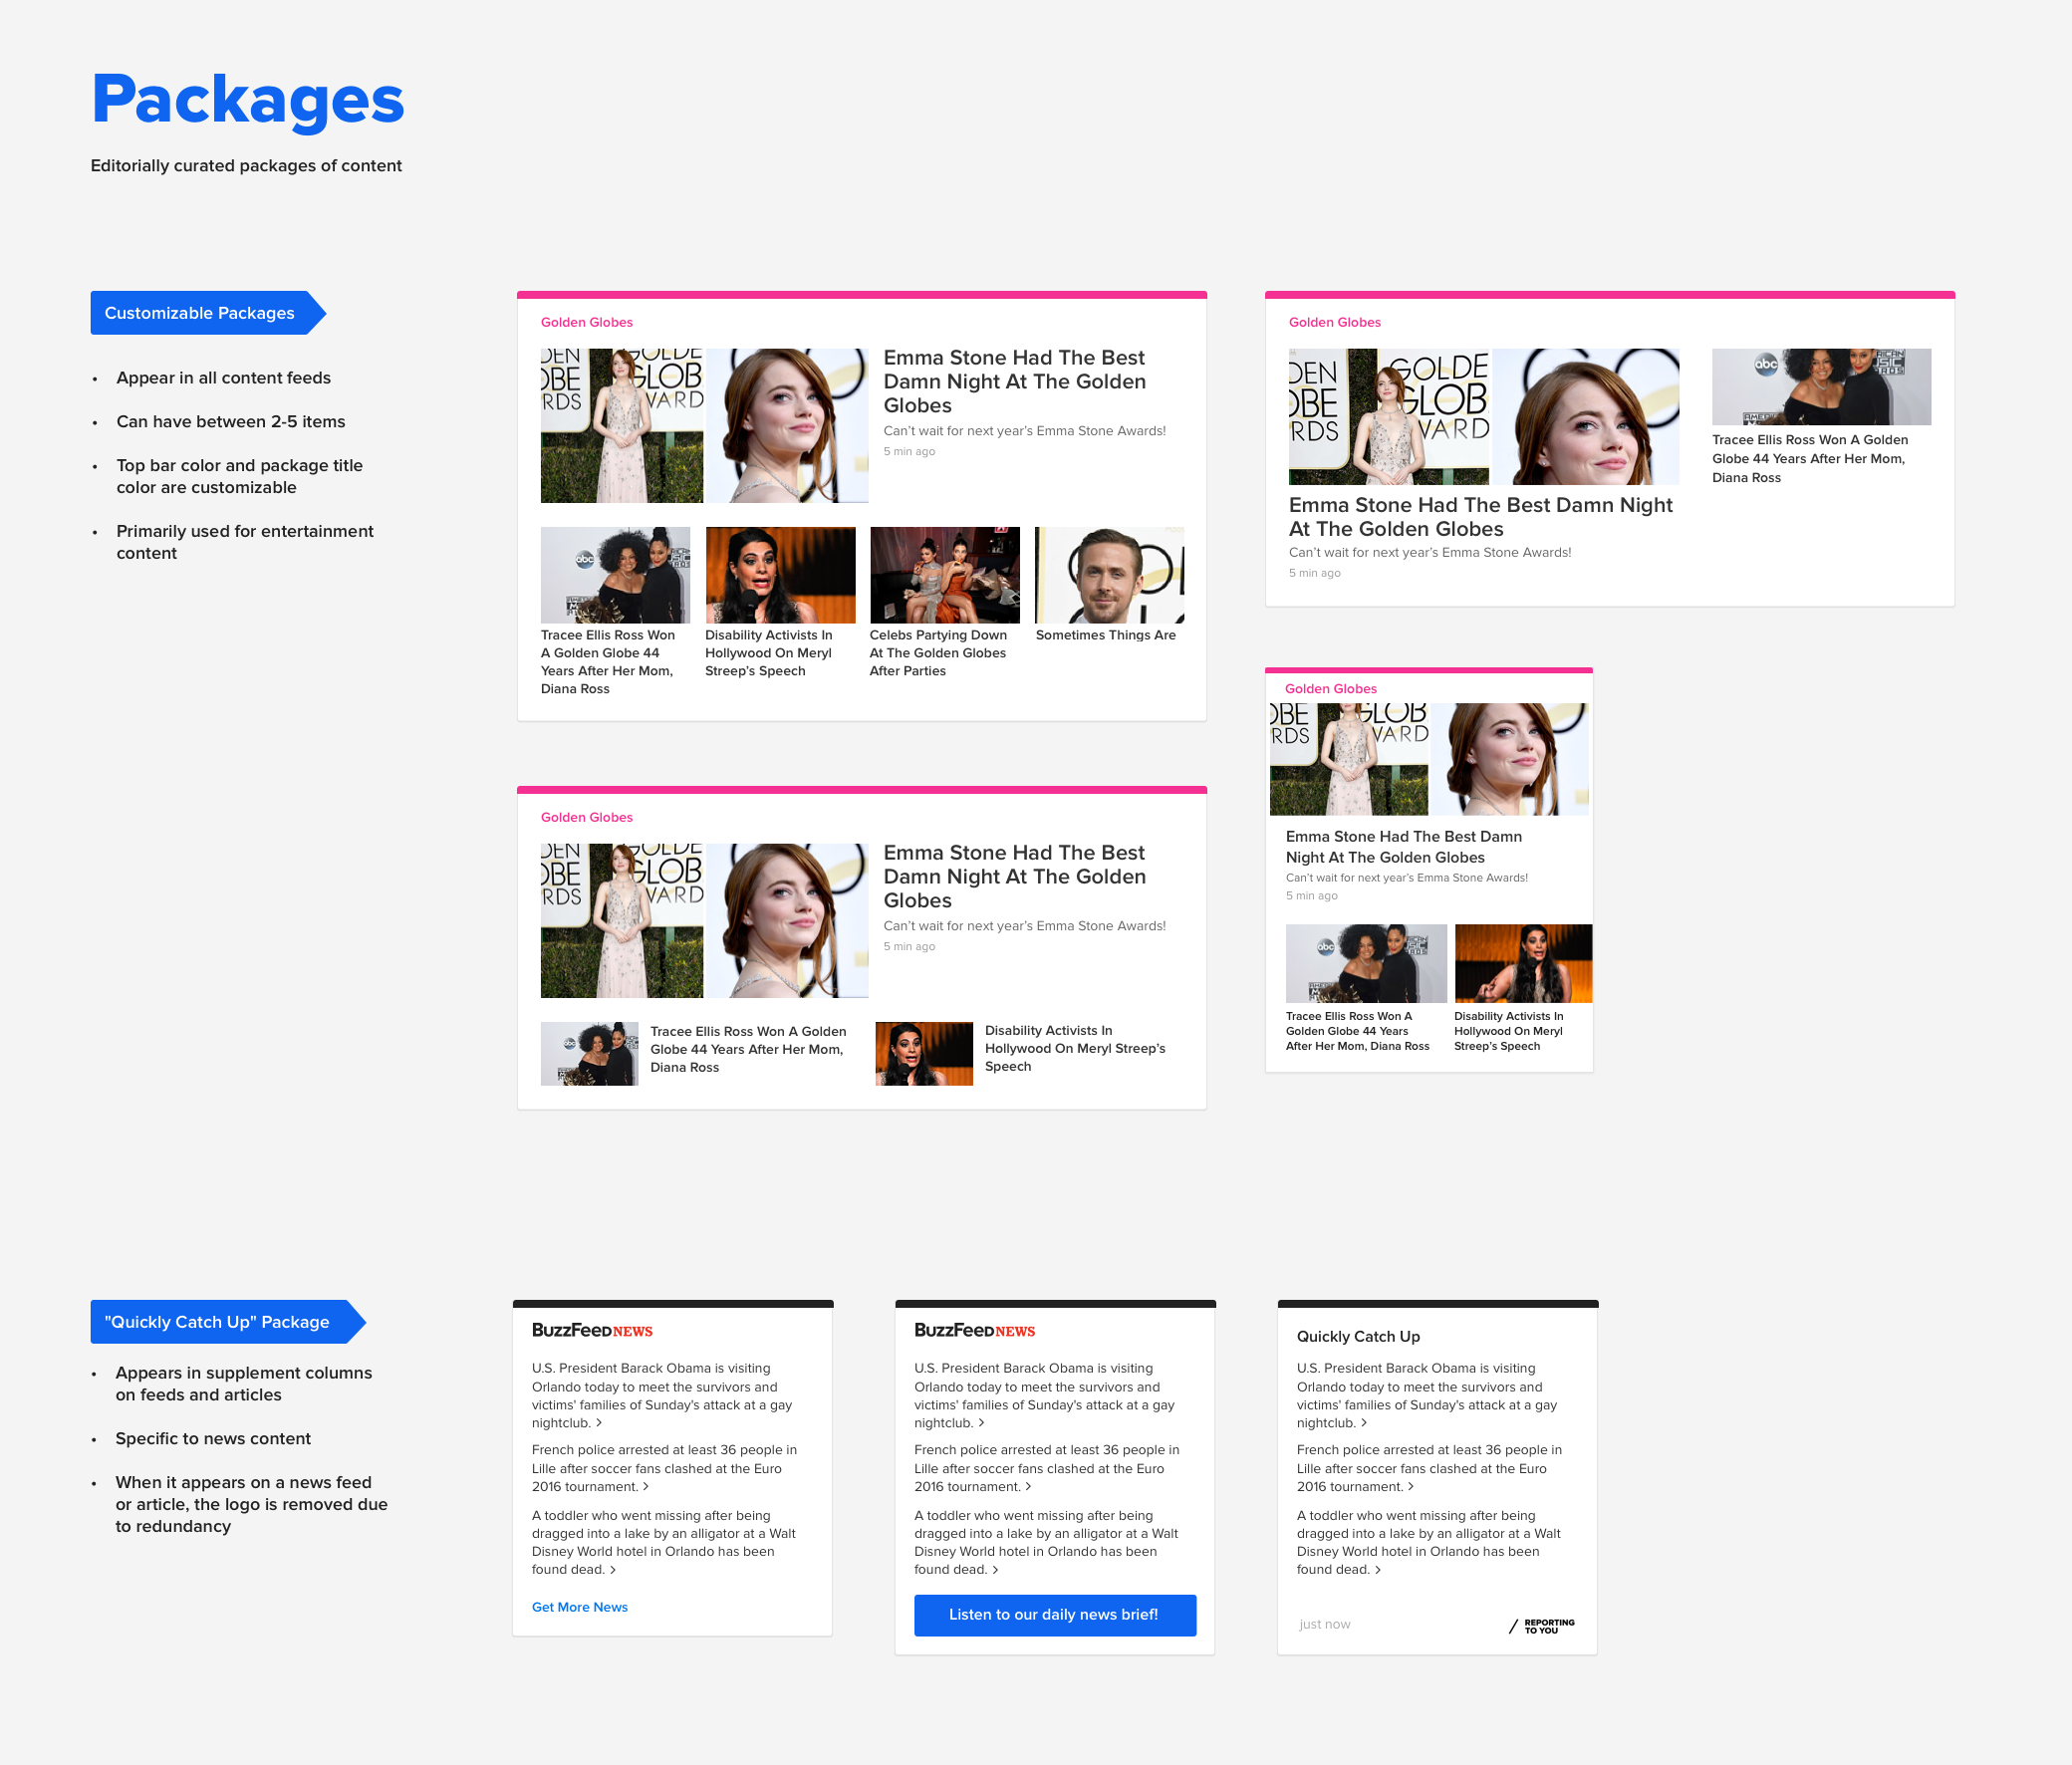 Packages
Editorially curated packages of content
Customizable Packages
• Appear in all content feeds
• Can have between 2-5 items
• Top bar color and package title
color are customizable
• Primarily used for entertainment
content
Golden Globes
Emma Stone Had The Best
Damn Night At The Golden
Globes
Can't wait for next year's Emma Stone Awards!
5 min ago
Tracee Ellis Ross Won
A Golden Globe 44
Years After Her Mom,
Diana Ross
Disability Activists In
Hollywood On Meryl
Streep's Speech
Celebs Partying Down
At The Golden Globes
After Parties
Sometimes Things Are
Golden Globes
Emma Stone Had The Best Damn Night
At The Golden Globes
Can't wait for next year's Emma Stone Awards!
5 min ago
abc
Tracee Ellis Ross Won A Golden
Globe 44 Years After Her Mom,
Diana Ross
Golden Globes
Emma Stone Had The Best
Damn Night At The Golden
Globes
Can't wait for next year's Emma Stone Awards!
5 min ago
Tracee Ellis Ross Won A Golden
Globe 44 Years After Her Mom,
Diana Ross
Disability Activists In
Hollywood On Meryl Streep's
Speech
Golden Globes
Emma Stone Had The Best Damn
Night At The Golden Globes
Can't wait for next year's Emma Stone Awards!
5 min ago
abc
Tracee Ellis Ross Won A
Golden Globe 44 Years
After Her Mom, Diana Ross
Disability Activists In
Hollywood On Meryl
Streep's Speech
"Quickly Catch Up" Package
• Appears in supplement columns
on feeds and articles
• Specific to news content
• When it appears on a news feed
or article, the logo is removed due
to redundancy
BuzzFeeD NEWS
U.S. President Barack Obama is visiting
Orlando today to meet the survivors and
victims' families of Sunday's attack at a gay
nightclub. >
French police arrested at least 36 people in
Lille after soccer fans clashed at the Euro
2016 tournament. >
A toddler who went missing after being
dragged into a lake by an alligator at a Walt
Disney World hotel in Orlando has been
found dead. >
Get More News
BuzzFeeD NEWS
U.S. President Barack Obama is visiting
Orlando today to meet the survivors and
victims' families of Sunday's attack at a gay
nightclub. >
French police arrested at least 36 people in
Lille after soccer fans clashed at the Euro
2016 tournament. >
A toddler who went missing after being
dragged into a lake by an alligator at a Walt
Disney World hotel in Orlando has been
found dead. >
Listen to our daily news brief!
Quickly Catch Up
U.S. President Barack Obama is visiting
Orlando today to meet the survivors and
victims' families of Sunday's attack at a gay
nightclub. >
French police arrested at least 36 people in
Lille after soccer fans clashed at the Euro
2016 tournament. >
A toddler who went missing after being
dragged into a lake by an alligator at a Walt
Disney World hotel in Orlando has been
found dead. >
just now
/ REPORTING
TO YOU